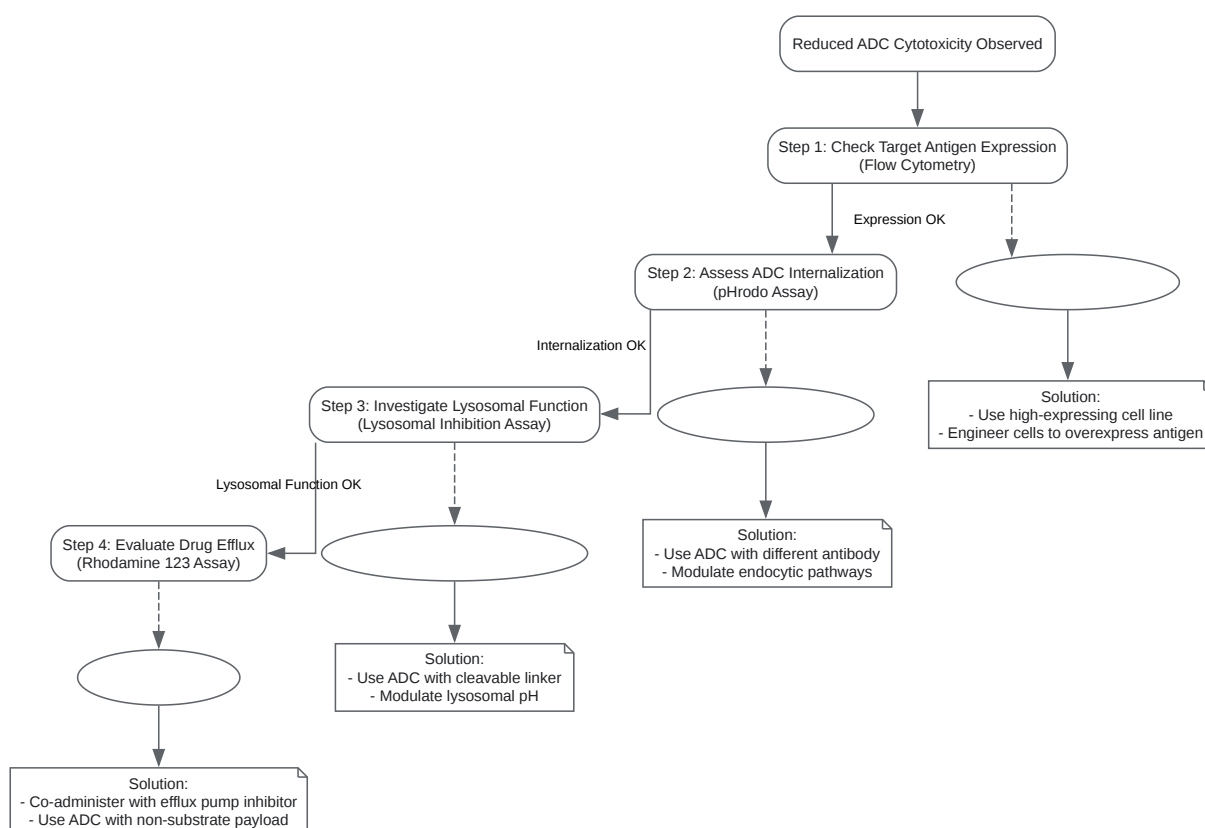 Reduced ADC Cytotoxicity Observed
Step 1: Check Target Antigen Expression
(Flow Cytometry)
Expression OK
Step 2: Assess ADC Internalization
(pHrodo Assay)
Internalization OK
Solution:
- Use high-expressing cell line
- Engineer cells to overexpress antigen
Step 3: Investigate Lysosomal Function
(Lysosomal Inhibition Assay)
Lysosomal Function OK
Solution:
- Use ADC with different antibody
- Modulate endocytic pathways
Step 4: Evaluate Drug Efflux
(Rhodamine 123 Assay)
Solution:
- Use ADC with cleavable linker
- Modulate lysosomal pH
Solution:
- Co-administer with efflux pump inhibitor
- Use ADC with non-substrate payload